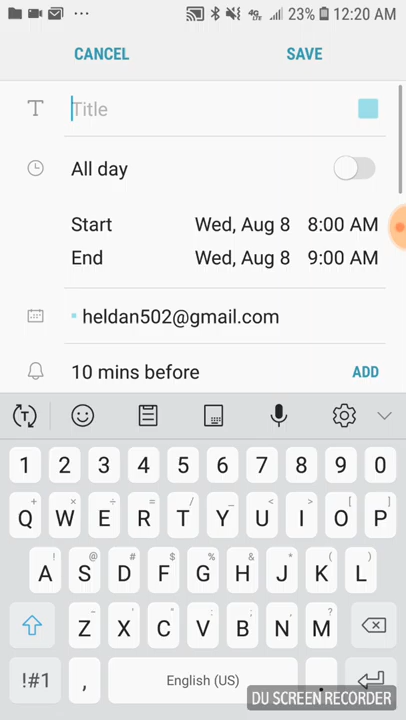 23% 12:20 AM
CANCEL SAVE
T Title
All day
Start Wed, Aug 8 8:00 AM
End Wed, Aug 8 9:00 AM
heldan502@gmail.com
10 mins before ADD
T
1 2 3 4 5 6 7 8 9 0
+ × ÷ = / _ < > [ ]
Q W E R T Y U I O P
! @ # $ % ^ & * ( )
A S D F G H J K L
- ' " : ; , ?
Z X C V B N M
!#1 , English (US) .
DU SCREEN RECORDER